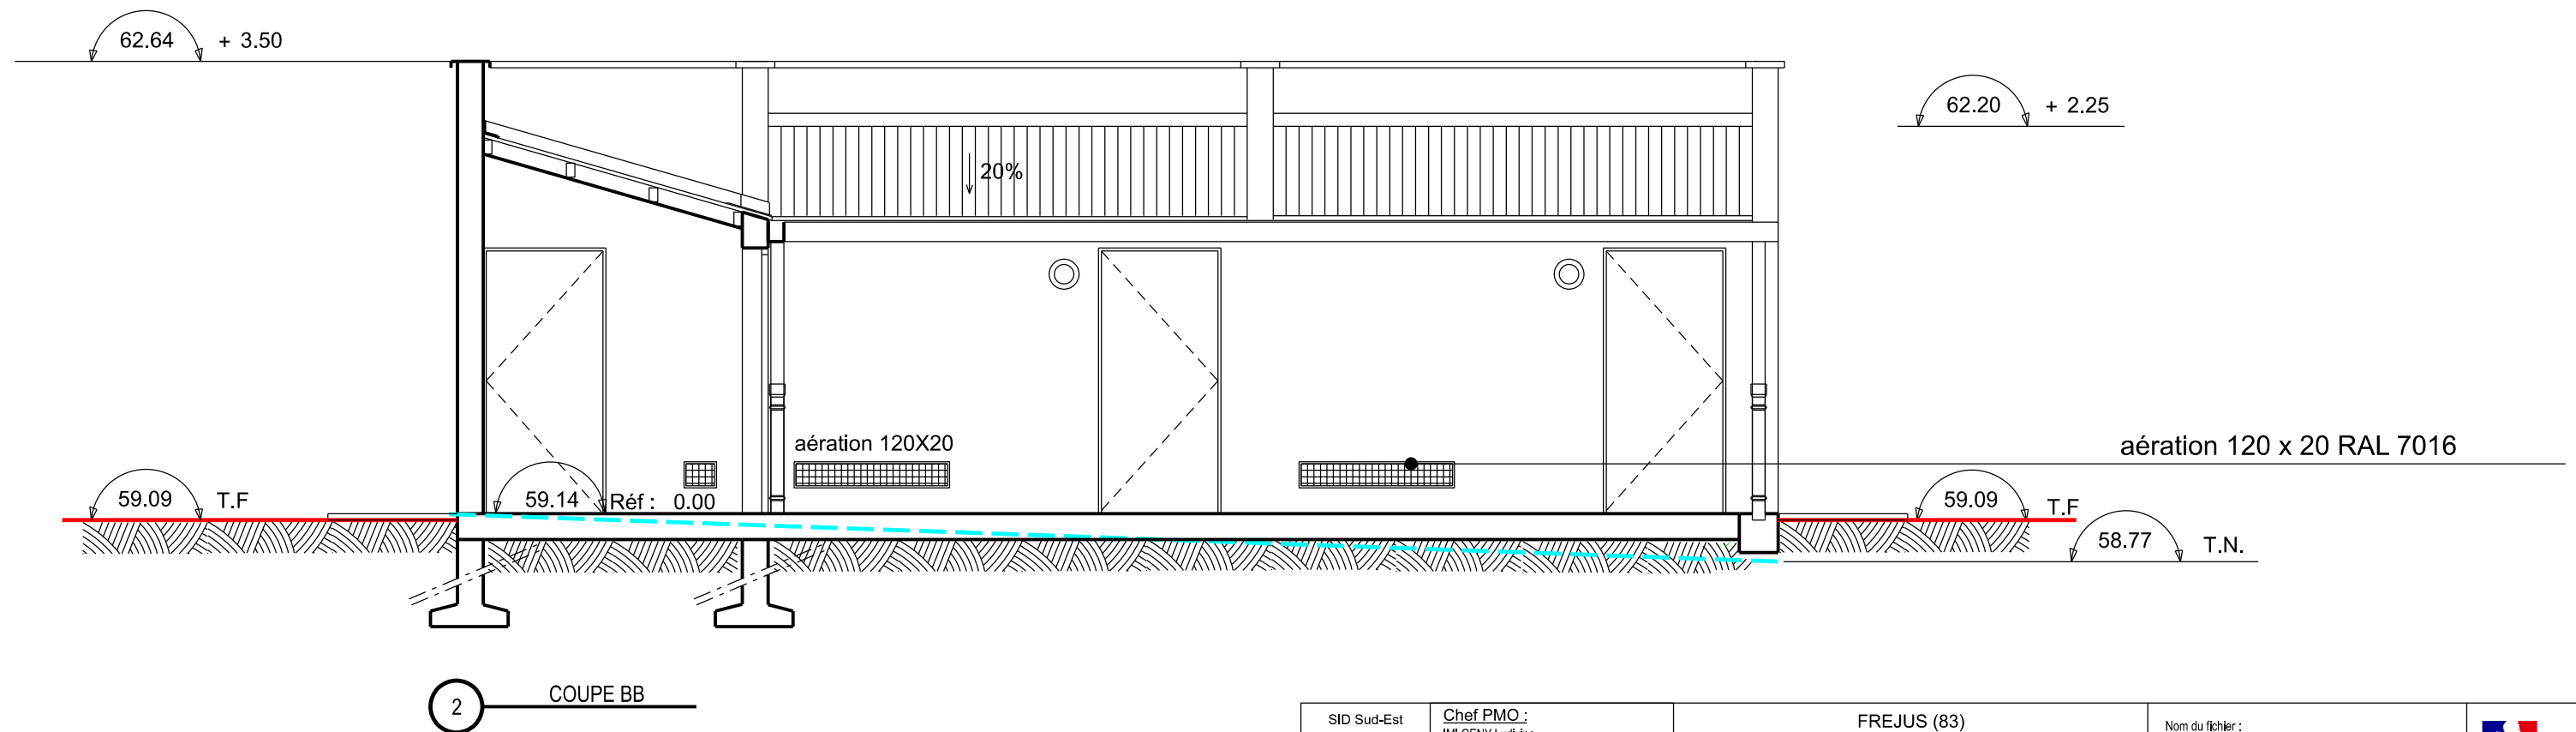 62.64 + 3.50
62.20 + 2.25
20%
aération 120X20
aération 120 x 20 RAL 7016
59.09 T.F
59.14 Réf : 0.00
59.09 T.F
58.77 T.N.
2 COUPE BB
SID Sud-Est
Chef PMO :
FREJUS (83)
Nom du fichier :